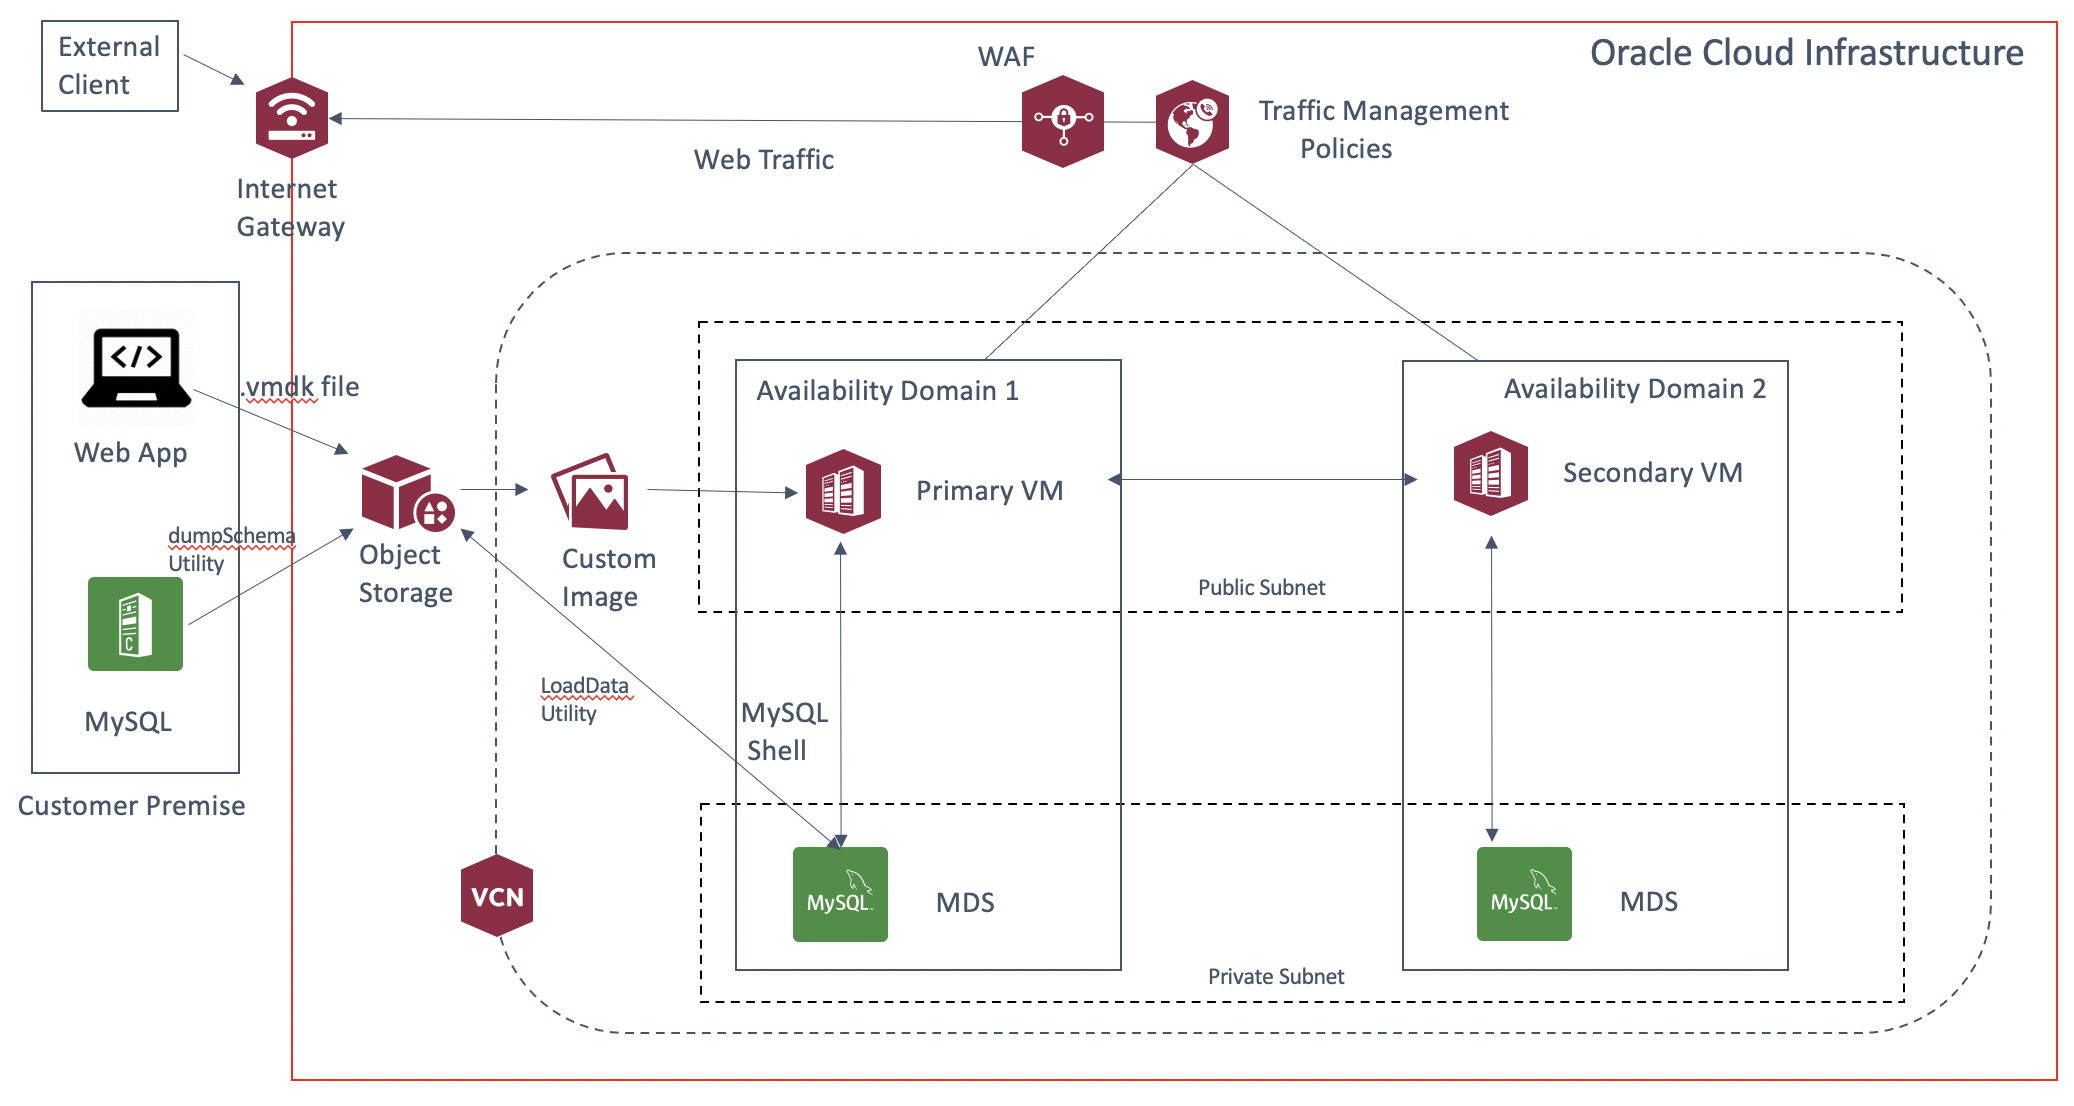 External
Client
WAF
Oracle Cloud Infrastructure
Traffic Management
Policies
Web Traffic
Internet
Gateway
.vmdk file
Web App
dumpSchema
Utility
MySQL
Customer Premise
Object
Storage
Custom
Image
Availability Domain 1
Primary VM
Availability Domain 2
Secondary VM
Public Subnet
LoadData
Utility
MySQL
Shell
VCN
MySQL™
MDS
MySQL™
MDS
Private Subnet
C